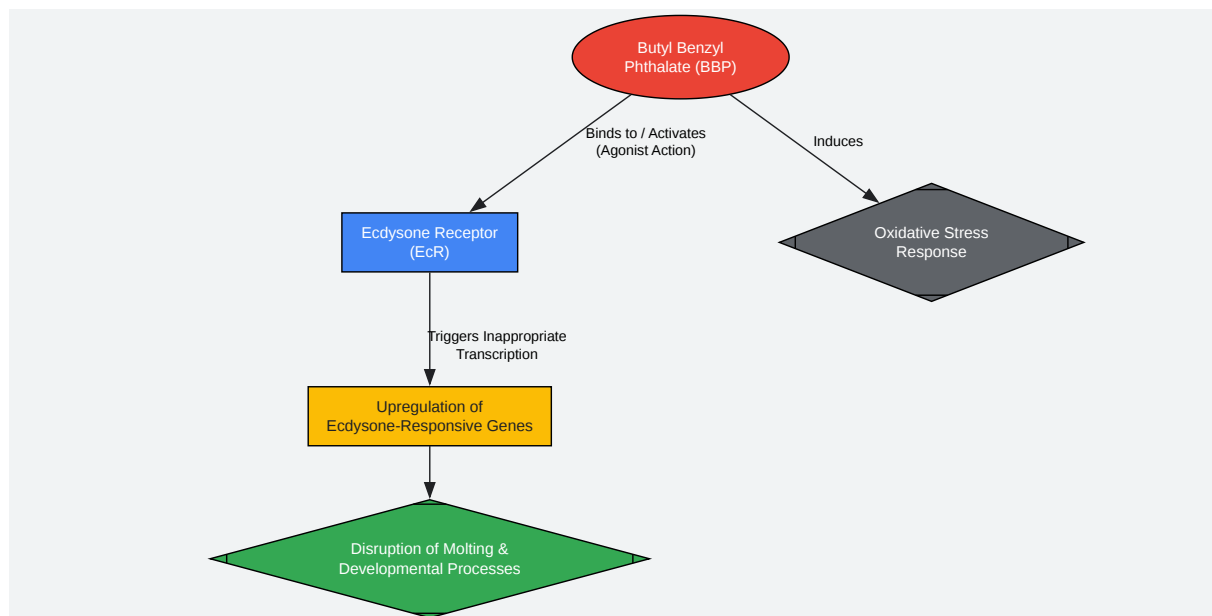 Butyl Benzyl
Phthalate (BBP)
Binds to / Activates
(Agonist Action)
Induces
Ecdysone Receptor
(EcR)
Oxidative Stress
Response
Triggers Inappropriate
Transcription
Upregulation of
Ecdysone-Responsive Genes
Disruption of Molting &
Developmental Processes